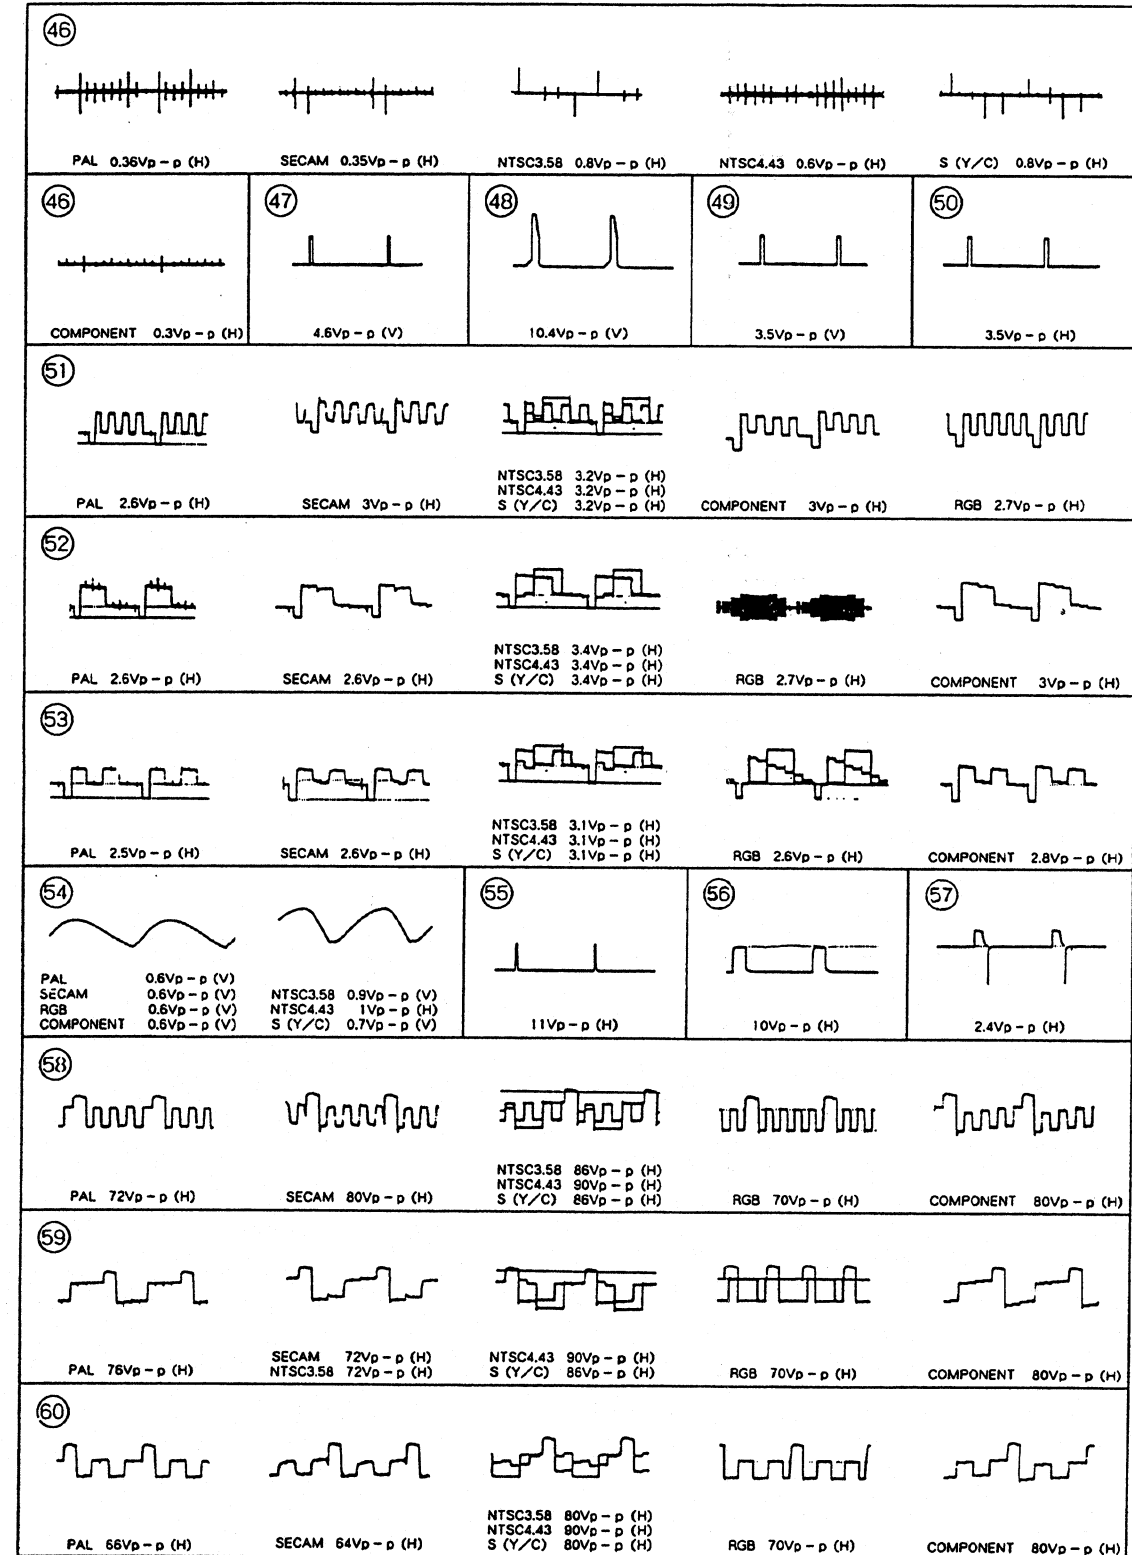 46
PAL 0.36Vp-p (H)
SECAM 0.35Vp-p (H)
NTSC3.58 0.8Vp-p (H)
NTSC4.43 0.6Vp-p (H)
S (Y/C) 0.8Vp-p (H)
46
COMPONENT 0.3Vp-p (H)
47
4.6Vp-p (V)
48
10.4Vp-p (V)
49
3.5Vp-p (V)
50
3.5Vp-p (H)
51
PAL 2.6Vp-p (H)
SECAM 3Vp-p (H)
NTSC3.58 3.2Vp-p (H)
NTSC4.43 3.2Vp-p (H)
S (Y/C) 3.2Vp-p (H)
COMPONENT 3Vp-p (H)
RGB 2.7Vp-p (H)
52
PAL 2.6Vp-p (H)
SECAM 2.6Vp-p (H)
NTSC3.58 3.4Vp-p (H)
NTSC4.43 3.4Vp-p (H)
S (Y/C) 3.4Vp-p (H)
RGB 2.7Vp-p (H)
COMPONENT 3Vp-p (H)
53
PAL 2.5Vp-p (H)
SECAM 2.6Vp-p (H)
NTSC3.58 3.1Vp-p (H)
NTSC4.43 3.1Vp-p (H)
S (Y/C) 3.1Vp-p (H)
RGB 2.6Vp-p (H)
COMPONENT 2.8Vp-p (H)
54
PAL 0.6Vp-p (V)
SECAM 0.6Vp-p (V)
RGB 0.6Vp-p (V)
COMPONENT 0.6Vp-p (V)
NTSC3.58 0.9Vp-p (V)
NTSC4.43 1Vp-p (H)
S (Y/C) 0.7Vp-p (V)
55
11Vp-p (H)
56
10Vp-p (H)
57
2.4Vp-p (H)
58
PAL 72Vp-p (H)
SECAM 80Vp-p (H)
NTSC3.58 86Vp-p (H)
NTSC4.43 90Vp-p (H)
S (Y/C) 86Vp-p (H)
RGB 70Vp-p (H)
COMPONENT 80Vp-p (H)
59
PAL 76Vp-p (H)
SECAM 72Vp-p (H)
NTSC3.58 72Vp-p (H)
NTSC4.43 90Vp-p (H)
S (Y/C) 86Vp-p (H)
RGB 70Vp-p (H)
COMPONENT 80Vp-p (H)
60
PAL 66Vp-p (H)
SECAM 64Vp-p (H)
NTSC3.58 80Vp-p (H)
NTSC4.43 90Vp-p (H)
S (Y/C) 80Vp-p (H)
RGB 70Vp-p (H)
COMPONENT 80Vp-p (H)